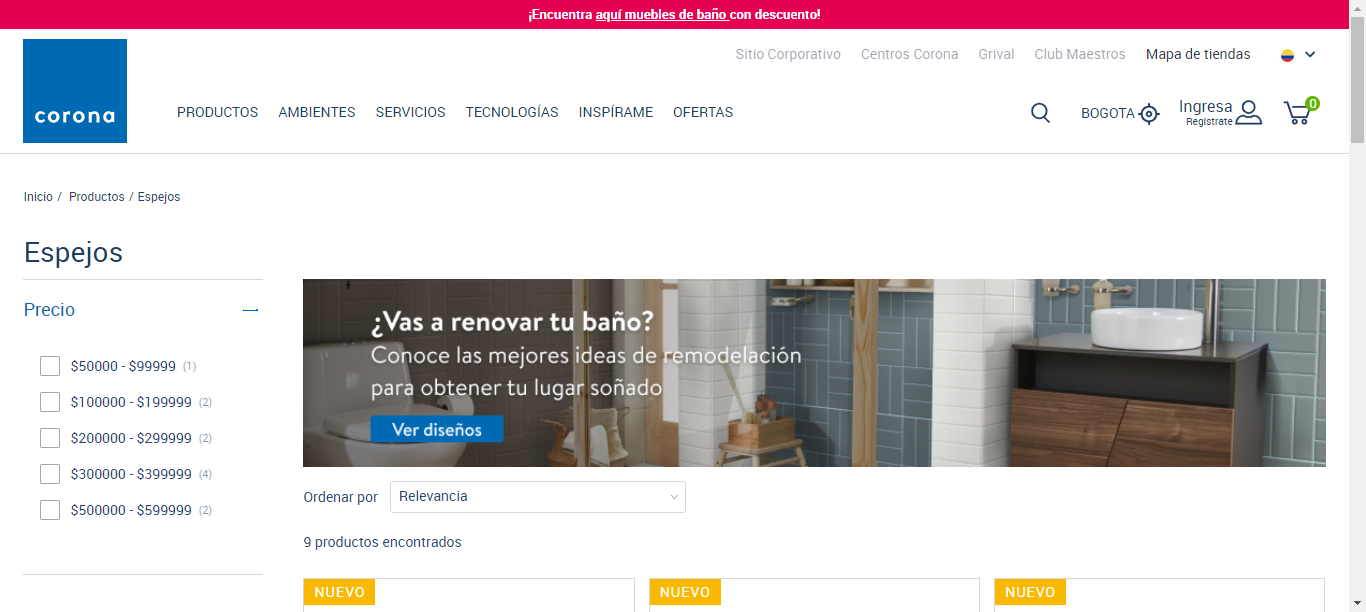 ¡Encuentra aquí muebles de baño con descuento!
Sitio Corporativo Centros Corona Grival Club Maestros Mapa de tiendas
corona
PRODUCTOS AMBIENTES SERVICIOS TECNOLOGÍAS INSPÍRAME OFERTAS
BOGOTA
Ingresa
Regístrate
0
Inicio / Productos / Espejos
Espejos
Precio
$50000 - $99999 (1)
$100000 - $199999 (2)
$200000 - $299999 (2)
$300000 - $399999 (4)
$500000 - $599999 (2)
¿Vas a renovar tu baño?
Conoce las mejores ideas de remodelación
para obtener tu lugar soñado
Ver diseños
Ordenar por Relevancia
9 productos encontrados
NUEVO NUEVO NUEVO